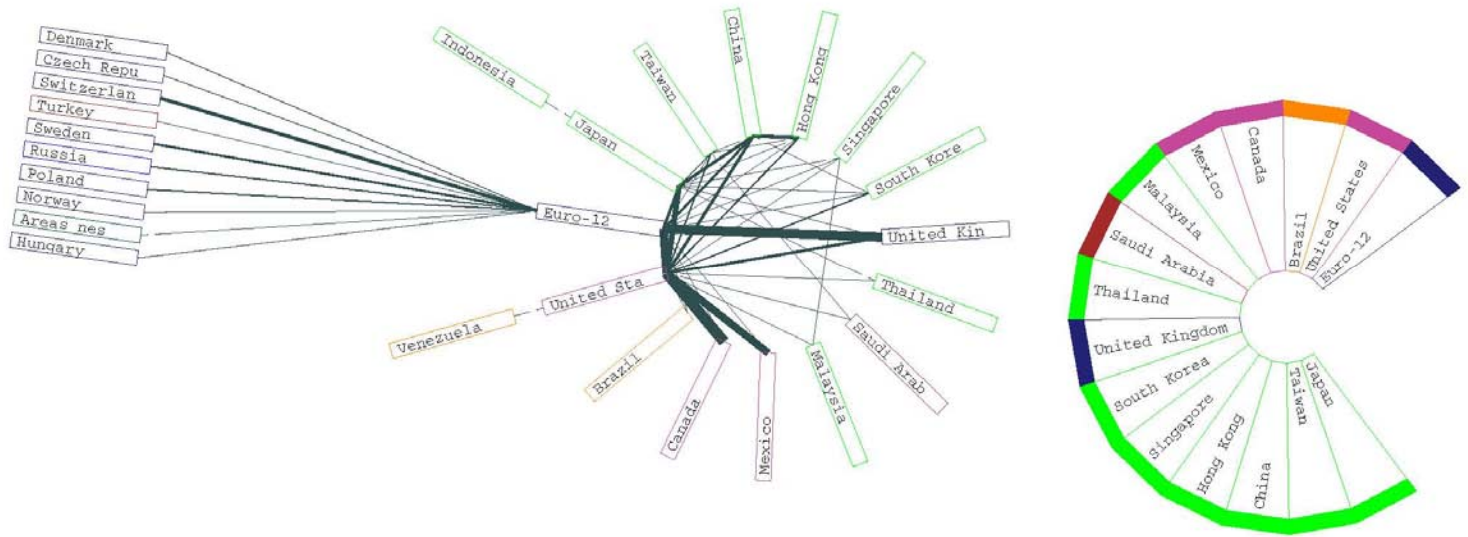 Denmark
Czech Repu
Switzerlan
Turkey
Sweden
Russia
Poland
Norway
Areas nes
Hungary
Euro-12
Indonesia
Japan
Taiwan
China
Hong Kong
Singapore
South Kore
United Kin
Thailand
Saudi Arab
Malaysia
Mexico
Canada
Brazil
United Sta
Venezuela
Euro-12
United States
Brazil
Canada
Mexico
Malaysia
Saudi Arabia
Thailand
United Kingdom
South Korea
Singapore
Hong Kong
China
Taiwan
Japan